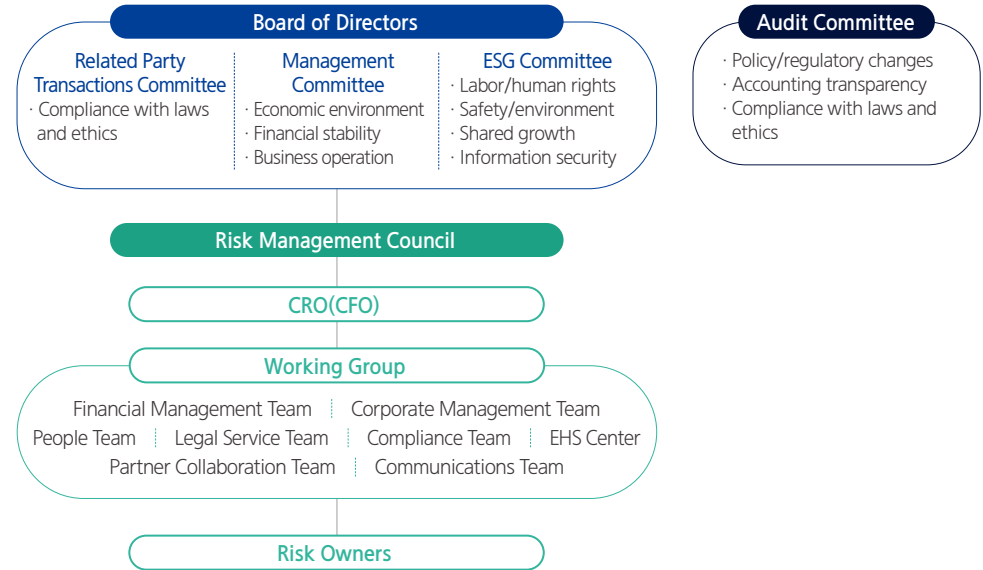 Board of Directors
Related Party
Transactions Committee
· Compliance with laws
and ethics
Management
Committee
· Economic environment
· Financial stability
· Business operation
ESG Committee
· Labor/human rights
· Safety/environment
· Shared growth
· Information security
Audit Committee
· Policy/regulatory changes
· Accounting transparency
· Compliance with laws and
ethics
Risk Management Council
CRO(CFO)
Working Group
Financial Management Team
Corporate Management Team
People Team
Legal Service Team
Compliance Team
EHS Center
Partner Collaboration Team
Communications Team
Risk Owners